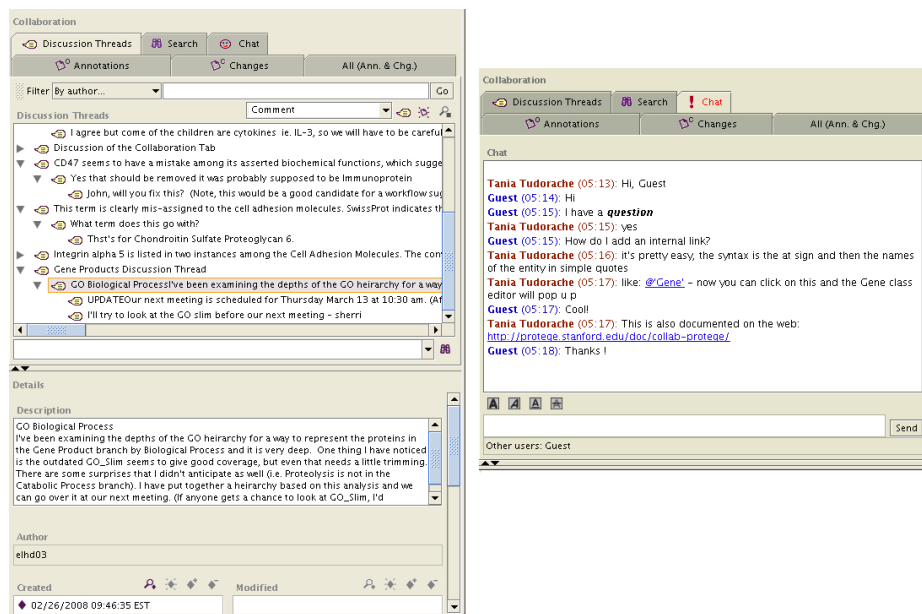 Collaboration
Discussion Threads
Search
Chat
Annotations
Changes
All (Ann. & Chg.)
Filter By author...
Go
Discussion Threads
Comment
I agree but come of the children are cytokines ie. IL-3, so we will have to be careful
Discussion of the Collaboration Tab
CD47 seems to have a mistake among its asserted biochemical functions, which sugge
Yes that should be removed it was probably supposed to be Immunoprotein
John, will you fix this? (Note, this would be a good candidate for a workflow sug
This term is clearly mis-assigned to the cell adhesion molecules. SwissProt indicates th
What term does this go with?
Thst's for Chondroitin Sulfate Proteoglycan 6.
Integrin alpha 5 is listed in two instances among the Cell Adhesion Molecules. The con
Gene Products Discussion Thread
GO Biological ProcessI've been examining the depths of the GO heirarchy for a way
UPDATEOur next meeting is scheduled for Thursday March 13 at 10:30 am. (Af
I'll try to look at the GO slim before our next meeting - sherri
Details
Description
GO Biological Process
I've been examining the depths of the GO heirarchy for a way to represent the proteins in
the Gene Product branch by Biological Process and it is very deep. One thing I have noticed
is the outdated GO_Slim seems to give good coverage, but even that needs a little trimming.
There are some surprises that I didn't anticipate as well (i.e. Proteolysis is not in the
Catabolic Process branch). I have put together a heirarchy based on this analysis and we
can go over it at our next meeting. (If anyone gets a chance to look at GO_Slim, I'd
Author
elhd03
Created
Modified
02/26/2008 09:46:35 EST
Collaboration
Discussion Threads
Search
Chat
Annotations
Changes
All (Ann. & Chg.)
Chat
Tania Tudorache (05:13): Hi, Guest
Guest (05:14): Hi
Guest (05:15): I have a question
Tania Tudorache (05:15): yes
Guest (05:15): How do I add an internal link?
Tania Tudorache (05:16): it's pretty easy, the syntax is the at sign and then the names
of the entity in simple quotes
Tania Tudorache (05:17): like: @'Gene' - now you can click on this and the Gene class
editor will pop u p
Guest (05:17): Cool!
Tania Tudorache (05:17): This is also documented on the web:
http://protege.stanford.edu/doc/collab-protege/
Guest (05:18): Thanks !
A A A A
Send
Other users: Guest